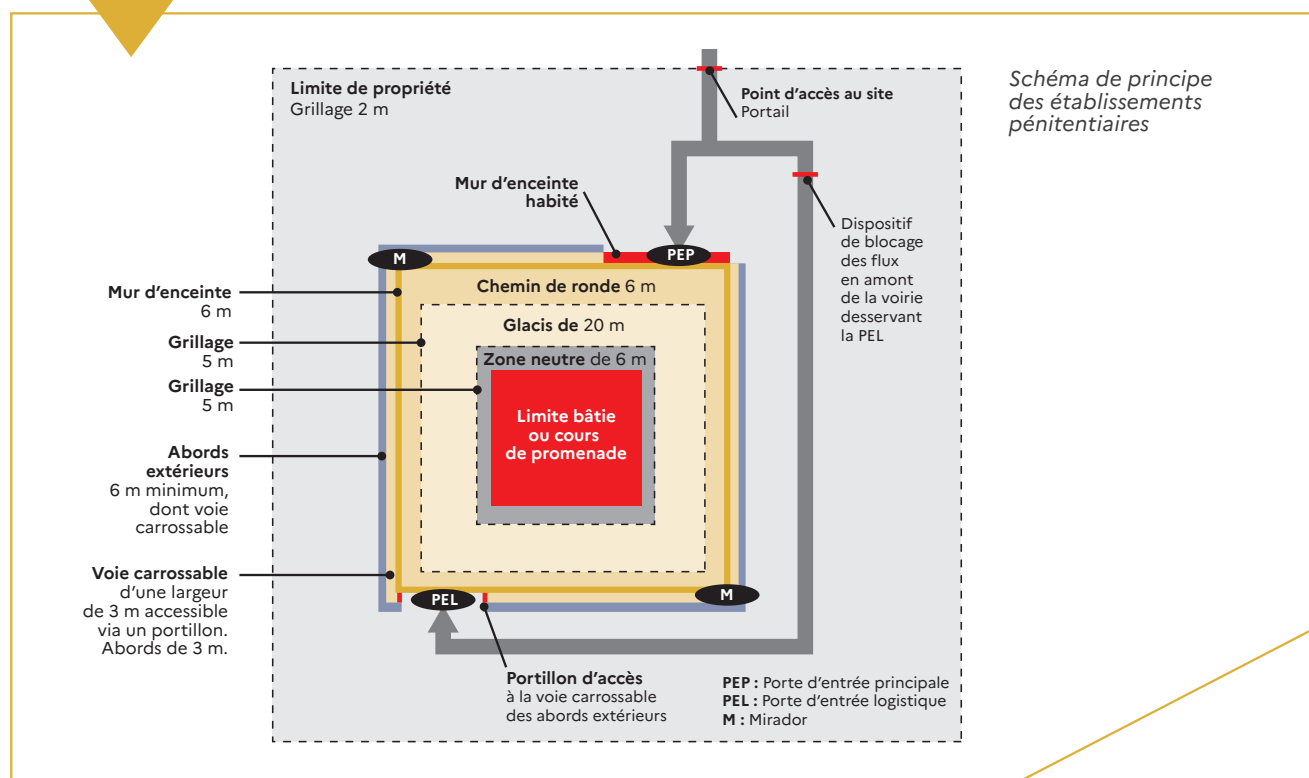 Schéma de principe
des établissements
pénitentiaires
Limite de propriété
Grillage 2 m
Point d'accès au site
Portail
Mur d'enceinte
habité
Dispositif
de blocage
des flux
en amont
de la voirie
desservant
la PEL
M
PEP
Chemin de ronde 6 m
Glacis de 20 m
Zone neutre de 6 m
Limite bâtie
ou cours
de promenade
Mur d'enceinte
6 m
Grillage
5 m
Grillage
5 m
Abords
extérieurs
6 m minimum,
dont voie
carrossable
Voie carrossable
d'une largeur
de 3 m accessible
via un portillon.
Abords de 3 m.
PEL
M
Portillon d'accès
à la voie carrossable
des abords extérieurs
PEP : Porte d'entrée principale
PEL : Porte d'entrée logistique
M : Mirador